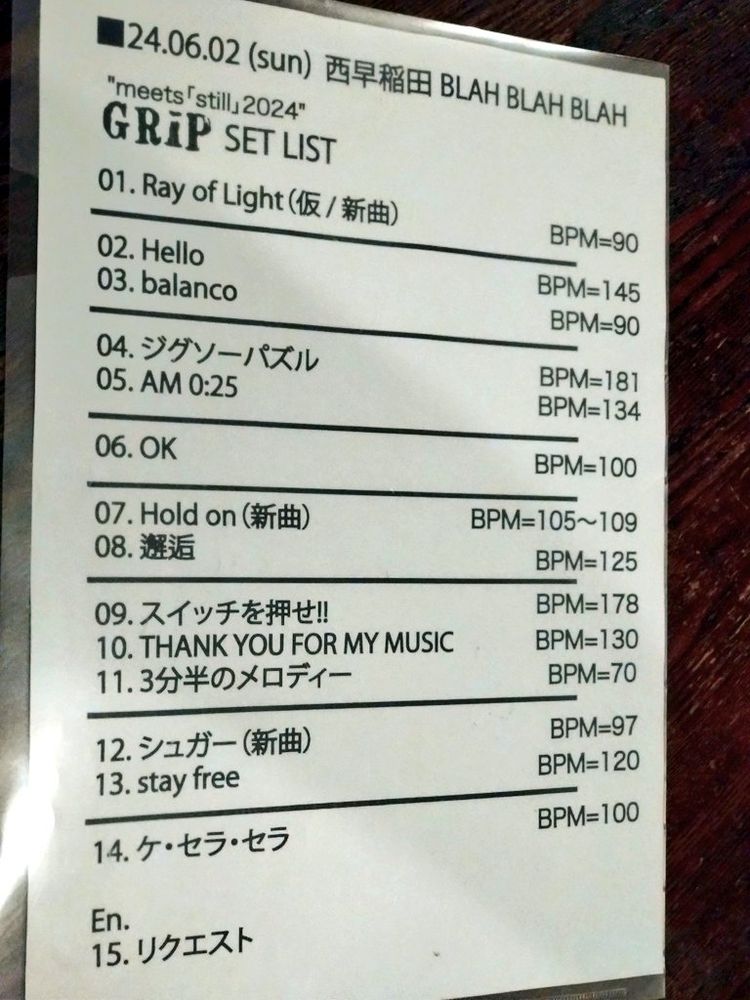 ■24.06.02 (sun) 西早稲田 BLAH BLAH BLAH
"meets「still」2024"
GRiP SET LIST
01. Ray of Light（仮 / 新曲） BPM=90
02. Hello BPM=145
03. balanco BPM=90
04. ジグソーパズル BPM=181
05. AM 0:25 BPM=134
06. OK BPM=100
07. Hold on（新曲） BPM=105～109
08. 邂逅 BPM=125
09. スイッチを押せ!! BPM=178
10. THANK YOU FOR MY MUSIC BPM=130
11. 3分半のメロディー BPM=70
12. シュガー（新曲） BPM=97
13. stay free BPM=120
14. ケ・セラ・セラ BPM=100
En.
15. リクエスト